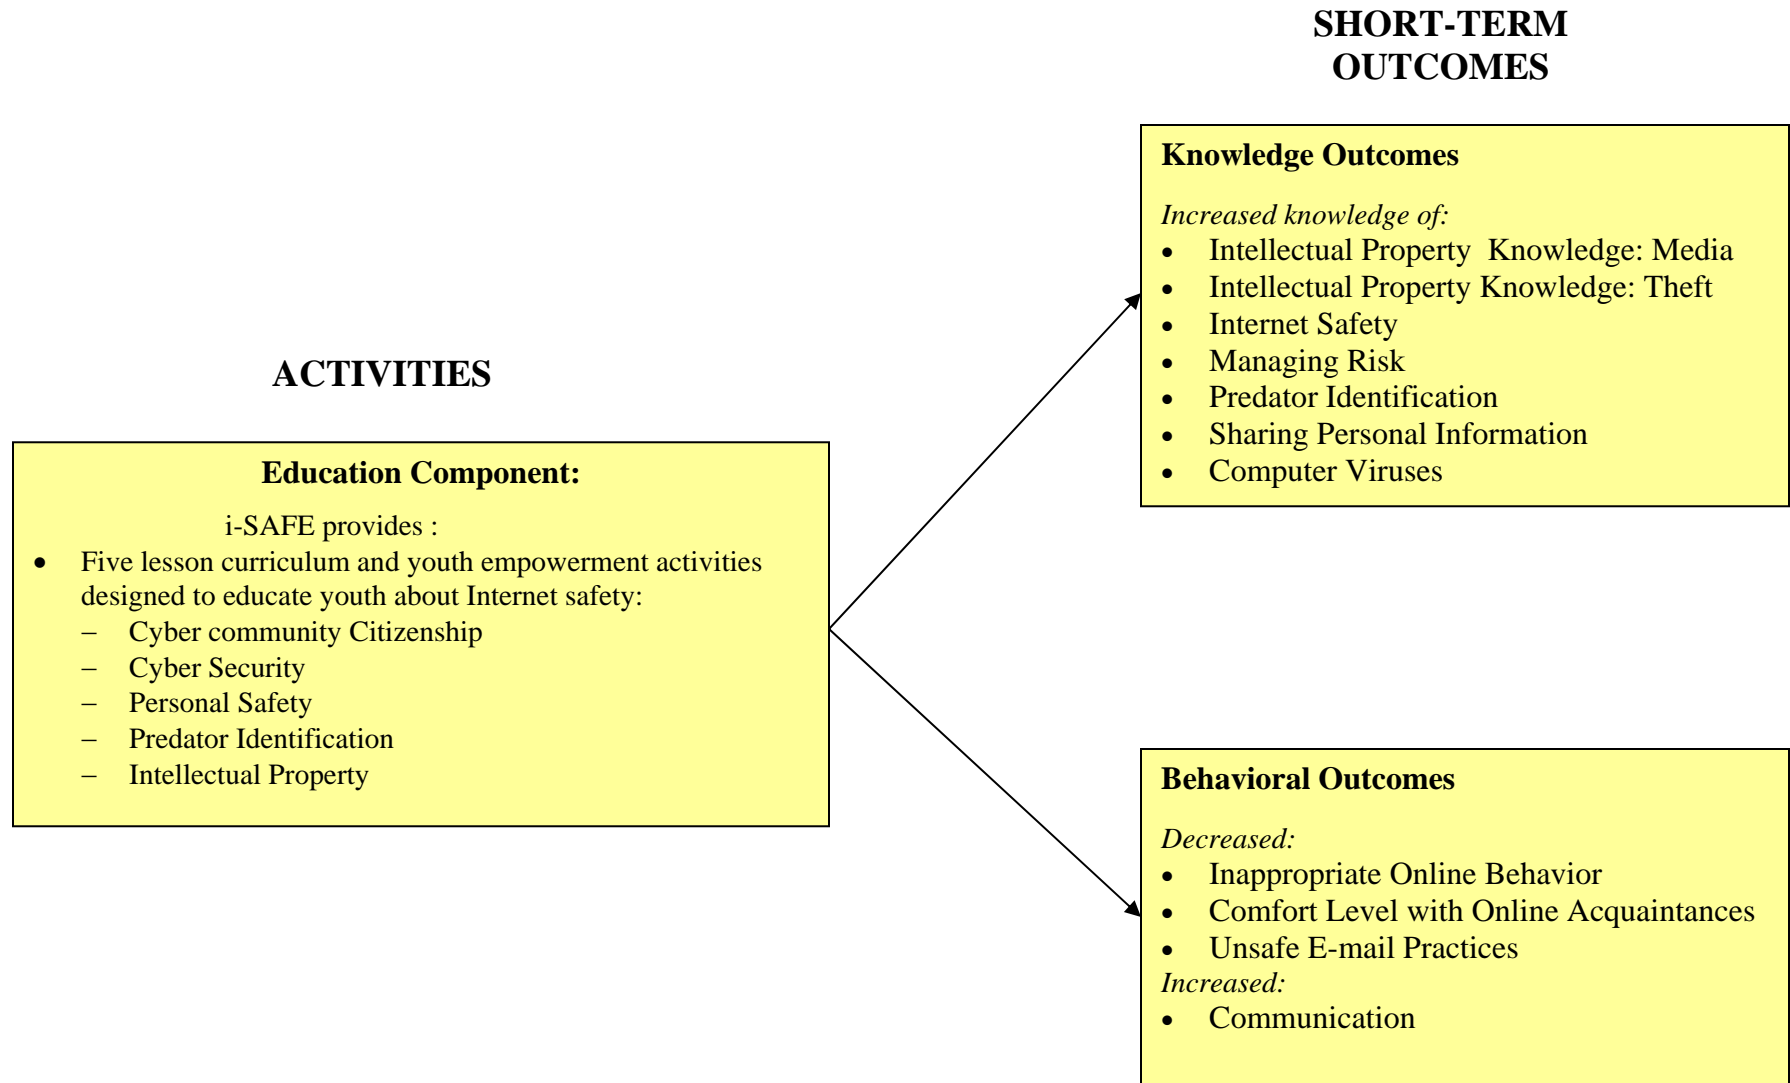 ACTIVITIES
Education Component:
i-SAFE provides :
• Five lesson curriculum and youth empowerment activities
designed to educate youth about Internet safety:
– Cyber community Citizenship
– Cyber Security
– Personal Safety
– Predator Identification
– Intellectual Property
SHORT-TERM
OUTCOMES
Knowledge Outcomes
Increased knowledge of:
• Intellectual Property  Knowledge: Media
• Intellectual Property Knowledge: Theft
• Internet Safety
• Managing Risk
• Predator Identification
• Sharing Personal Information
• Computer Viruses
Behavioral Outcomes
Decreased:
• Inappropriate Online Behavior
• Comfort Level with Online Acquaintances
• Unsafe E-mail Practices
Increased:
• Communication